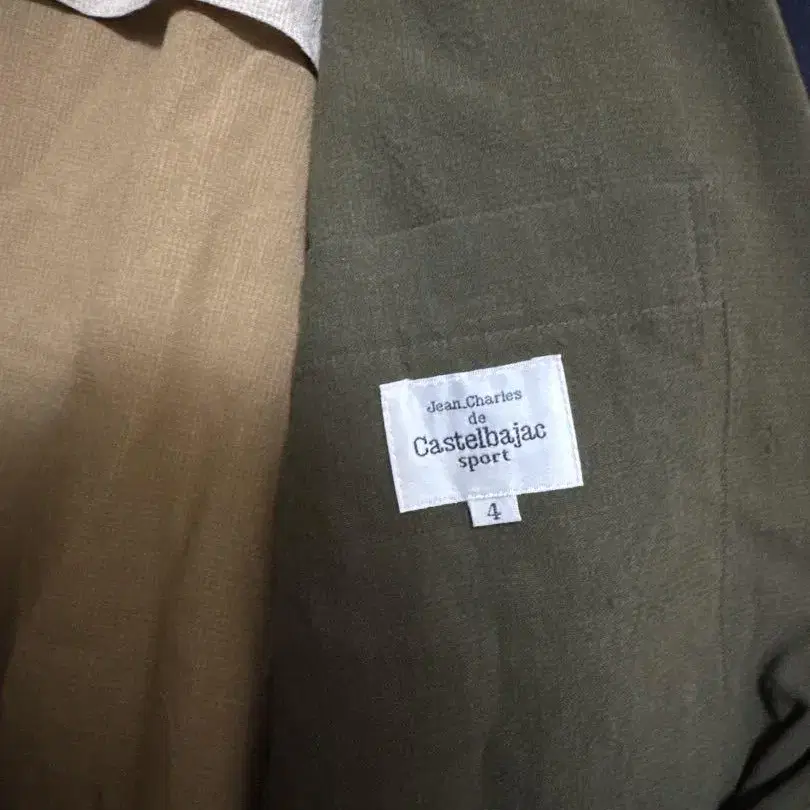 Jean.Charles
de
Castelbajac
sport
4